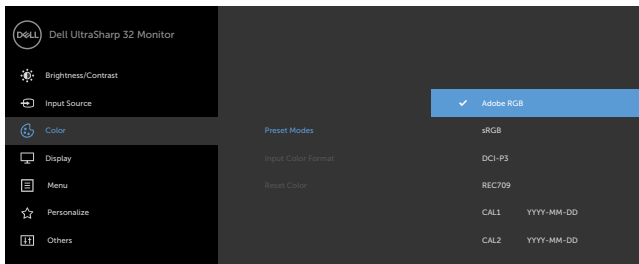 DELL Dell UltraSharp 32 Monitor
Brightness/Contrast
Input Source
Adobe RGB
Color Preset Modes sRGB
Display Input Color Format DCI-P3
Menu Reset Color REC709
Personalize CAL1 YYYY-MM-DD
Others CAL2 YYYY-MM-DD